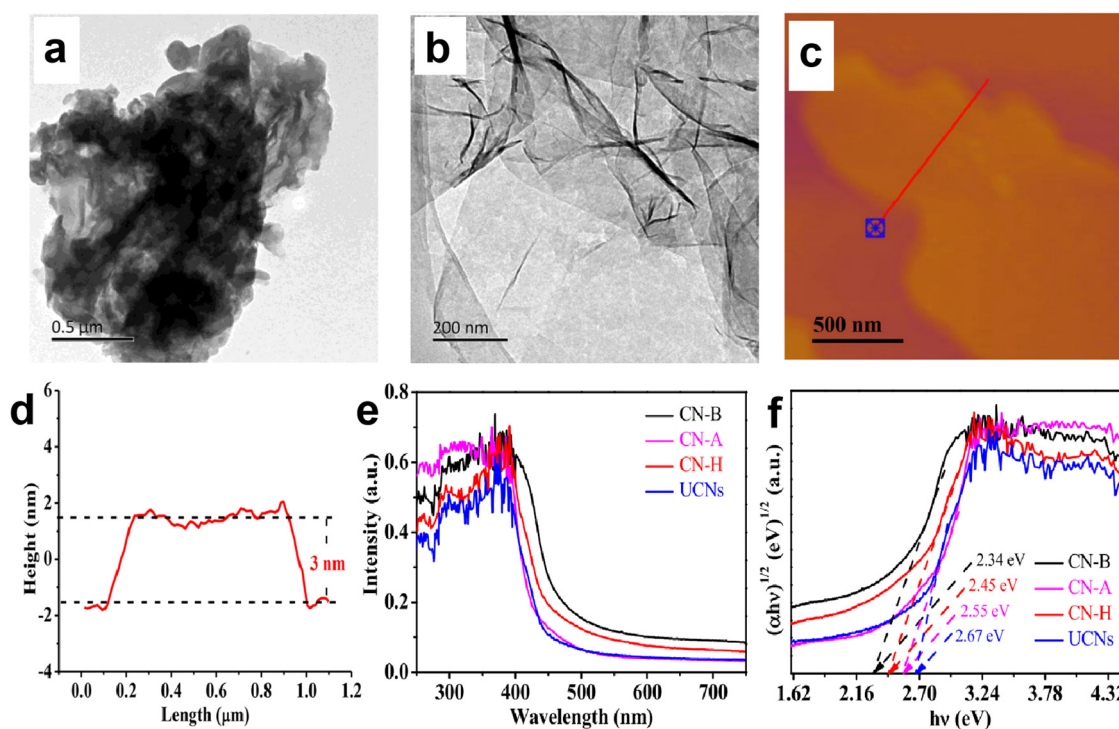 a
0.5 µm
b
200 nm
c
500 nm
d
6
4
2
0
-2
-4
Height (nm)
3 nm
0.0 0.2 0.4 0.6 0.8 1.0 1.2
Length (µm)
e
0.8
0.6
0.4
0.2
0.0
Intensity (a.u.)
CN-B
CN-A
CN-H
UCNs
300 400 500 600 700
Wavelength (nm)
f
(αhν)1/2 (eV)1/2 (a.u.)
2.34 eV
2.45 eV
2.55 eV
2.67 eV
CN-B
CN-A
CN-H
UCNs
1.62 2.16 2.70 3.24 3.78 4.32
hν (eV)